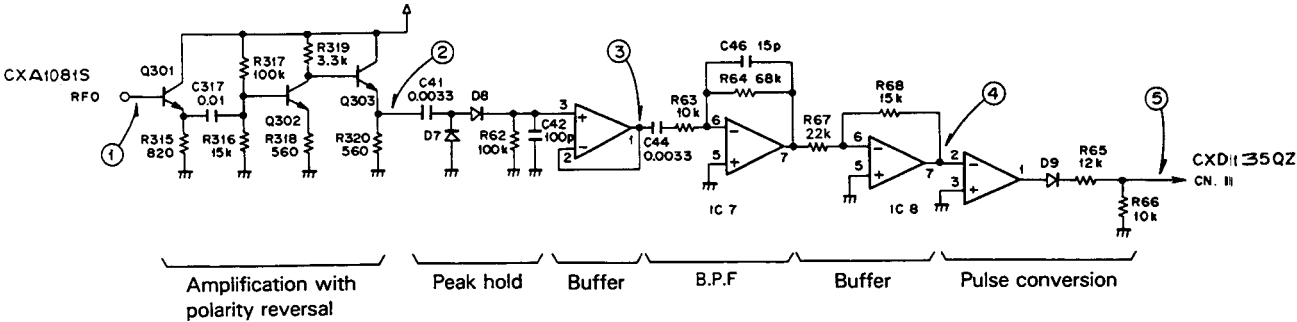 CXA1081S
RFO
Q301
C317
0.01
R317
100k
R319
3.3k
Q302
Q303
R315
820
R316
15k
R318
560
R320
560
①
②
C41
0.0033
D8
D7
R62
100k
C42
100p
③
3
+
−
2
1
C44
0.0033
R63
10k
C46 15p
R64 68k
6
−
5
+
7
IC 7
R67
22k
R68
15k
6
−
5
+
7
IC 8
④
2
−
3
+
1
D9
R65
12k
⑤
R66
10k
CN. 111
Amplification with
polarity reversal
Peak hold
Buffer
B.P.F
Buffer
Pulse conversion